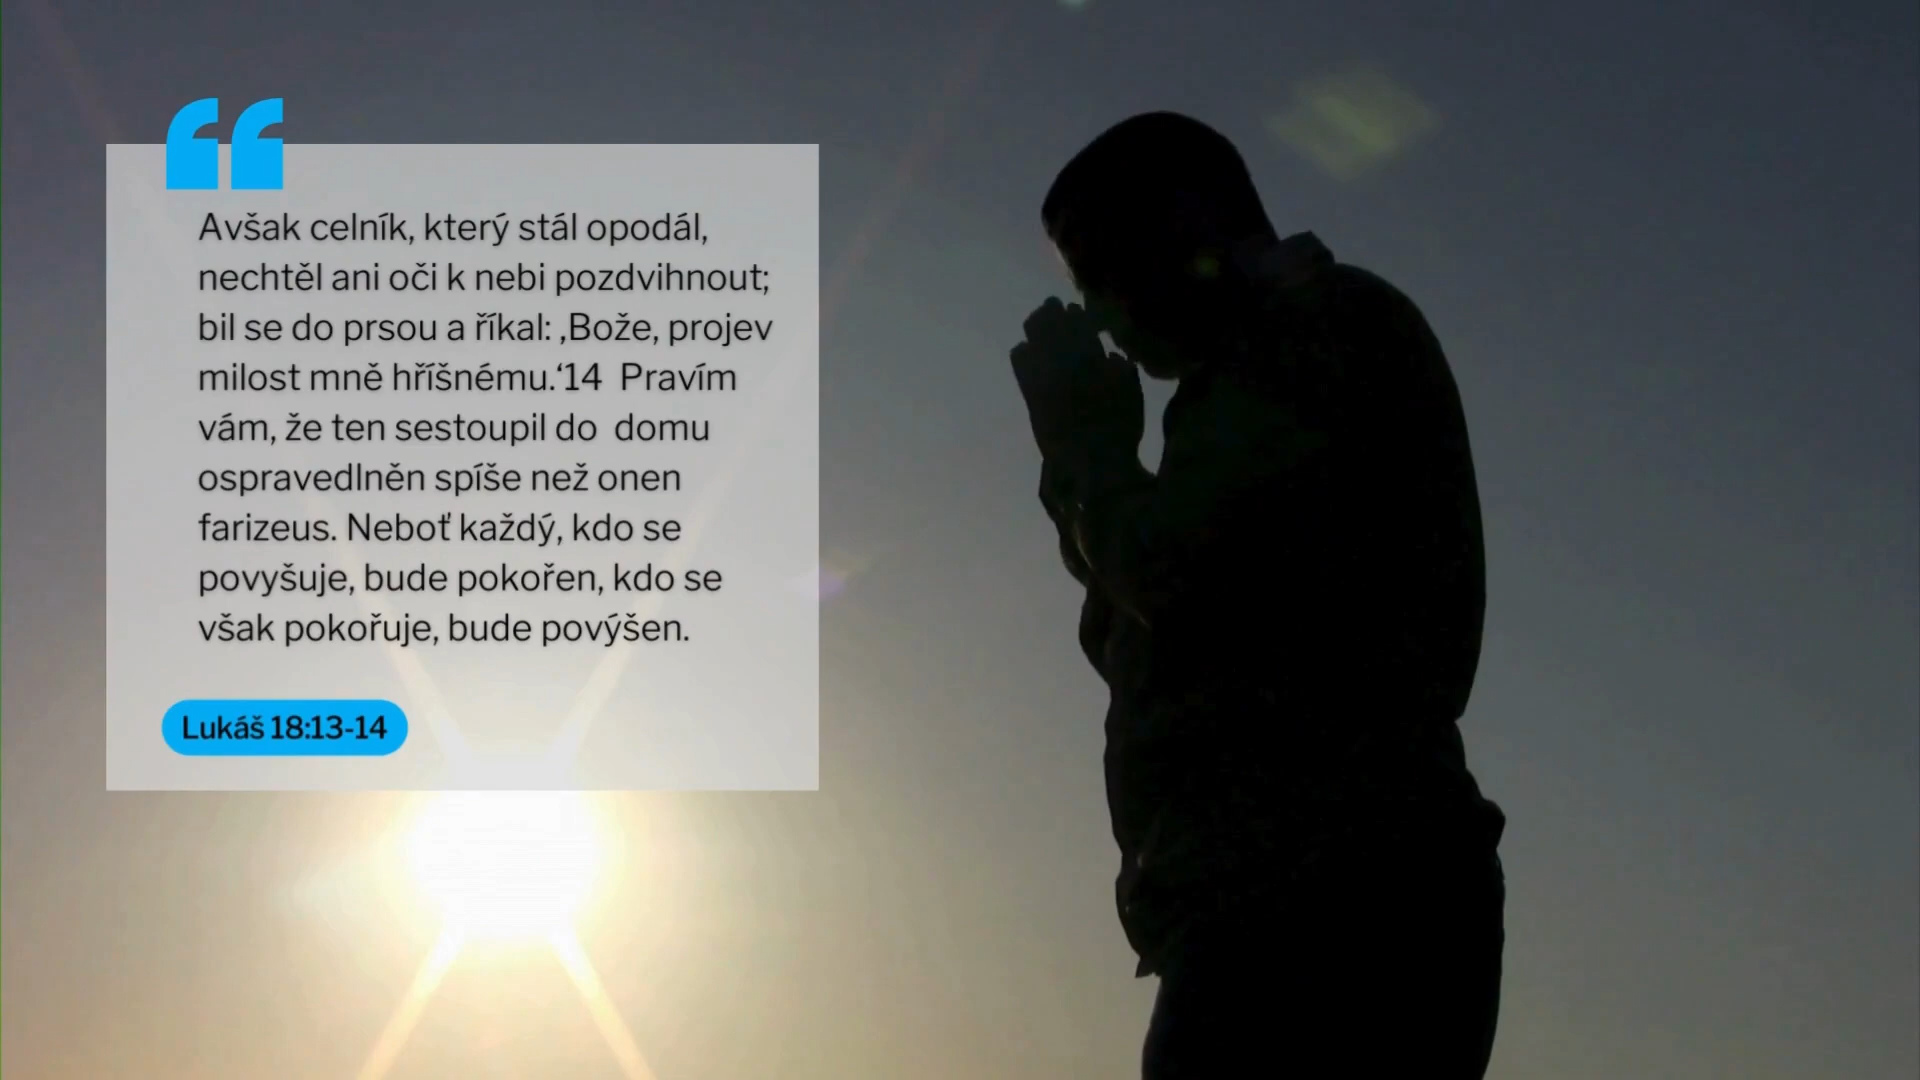 Avšak celník, který stál opodál,
nechtěl ani oči k nebi pozdvihnout;
bil se do prsou a říkal: ‚Bože, projev
milost mně hříšnému.‘14  Pravím
vám, že ten sestoupil do  domu
ospravedlněn spíše než onen
farizeus. Neboť každý, kdo se
povyšuje, bude pokořen, kdo se
však pokořuje, bude povýšen.
Lukáš 18:13-14